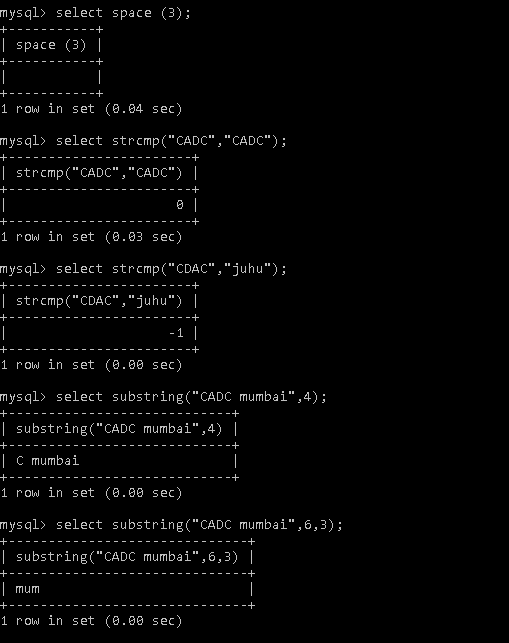 mysql> select space (3);
+-----------+
| space (3) |
+-----------+
|           |
+-----------+
1 row in set (0.04 sec)

mysql> select strcmp("CADC","CADC");
+-----------------------+
| strcmp("CADC","CADC") |
+-----------------------+
|                     0 |
+-----------------------+
1 row in set (0.03 sec)

mysql> select strcmp("CDAC","juhu");
+-----------------------+
| strcmp("CDAC","juhu") |
+-----------------------+
|                    -1 |
+-----------------------+
1 row in set (0.00 sec)

mysql> select substring("CADC mumbai",4);
+----------------------------+
| substring("CADC mumbai",4) |
+----------------------------+
| C mumbai                   |
+----------------------------+
1 row in set (0.00 sec)

mysql> select substring("CADC mumbai",6,3);
+------------------------------+
| substring("CADC mumbai",6,3) |
+------------------------------+
| mum                          |
+------------------------------+
1 row in set (0.00 sec)